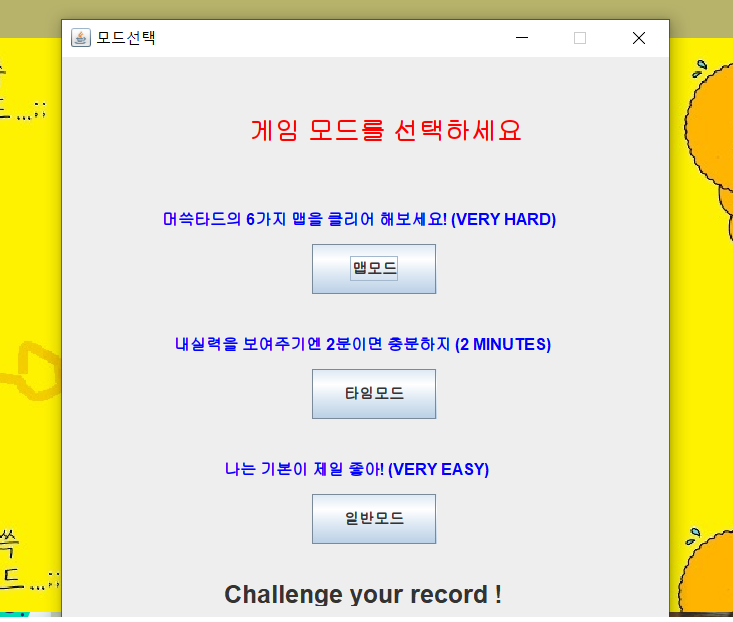 모드선택
쓱
드...;;
게임 모드를 선택하세요
머쓱타드의 6가지 맵을 클리어 해보세요! (VERY HARD)
맵모드
내실력을 보여주기엔 2분이면 충분하지 (2 MINUTES)
타임모드
나는 기본이 제일 좋아! (VERY EASY)
일반모드
쓱
드...;;
Challenge your record !